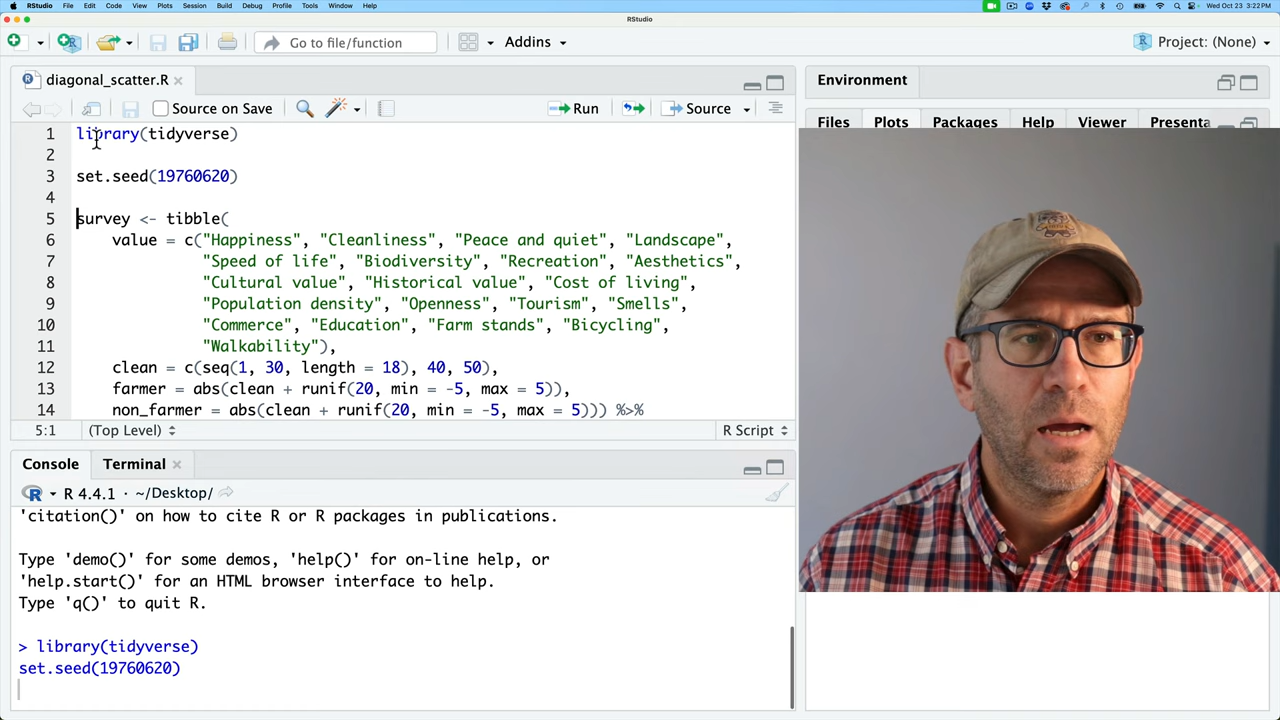 RStudio File Edit Code View Plots Session Build Debug Profile Tools Window Help Wed Oct 23 3:22 PM
RStudio
Go to file/function Addins Project: (None)
diagonal_scatter.R
Source on Save Run Source
1 library(tidyverse)
2
3 set.seed(19760620)
4
5 survey <- tibble(
6 value = c("Happiness", "Cleanliness", "Peace and quiet", "Landscape",
7 "Speed of life", "Biodiversity", "Recreation", "Aesthetics",
8 "Cultural value", "Historical value", "Cost of living",
9 "Population density", "Openness", "Tourism", "Smells",
10 "Commerce", "Education", "Farm stands", "Bicycling",
11 "Walkability"),
12 clean = c(seq(1, 30, length = 18), 40, 50),
13 farmer = abs(clean + runif(20, min = -5, max = 5)),
14 non_farmer = abs(clean + runif(20, min = -5, max = 5))) %>%
5:1 (Top Level) R Script
Console Terminal
R 4.4.1 · ~/Desktop/
'citation()' on how to cite R or R packages in publications.
Type 'demo()' for some demos, 'help()' for on-line help, or
'help.start()' for an HTML browser interface to help.
Type 'q()' to quit R.
> library(tidyverse)
set.seed(19760620)
Environment
Files Plots Packages Help Viewer Presenta